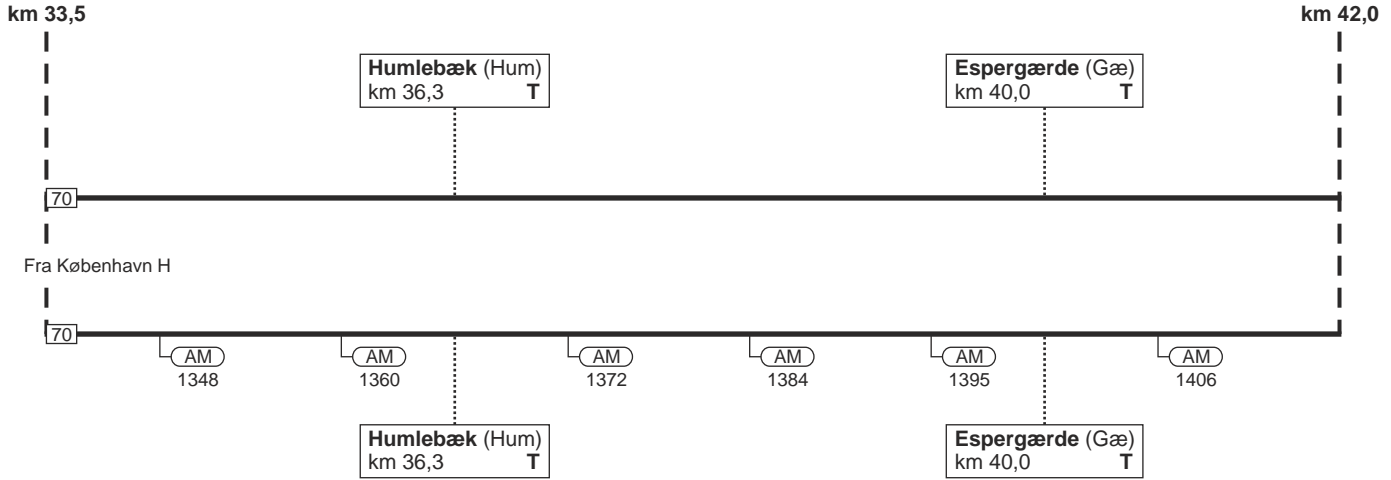 km 33,5
km 42,0
Humlebæk (Hum)
km 36,3 T
Espergærde (Gæ)
km 40,0 T
70
Fra København H
70
AM
AM
AM
AM
AM
AM
1348
1360
1372
1384
1395
1406
Humlebæk (Hum)
km 36,3 T
Espergærde (Gæ)
km 40,0 T